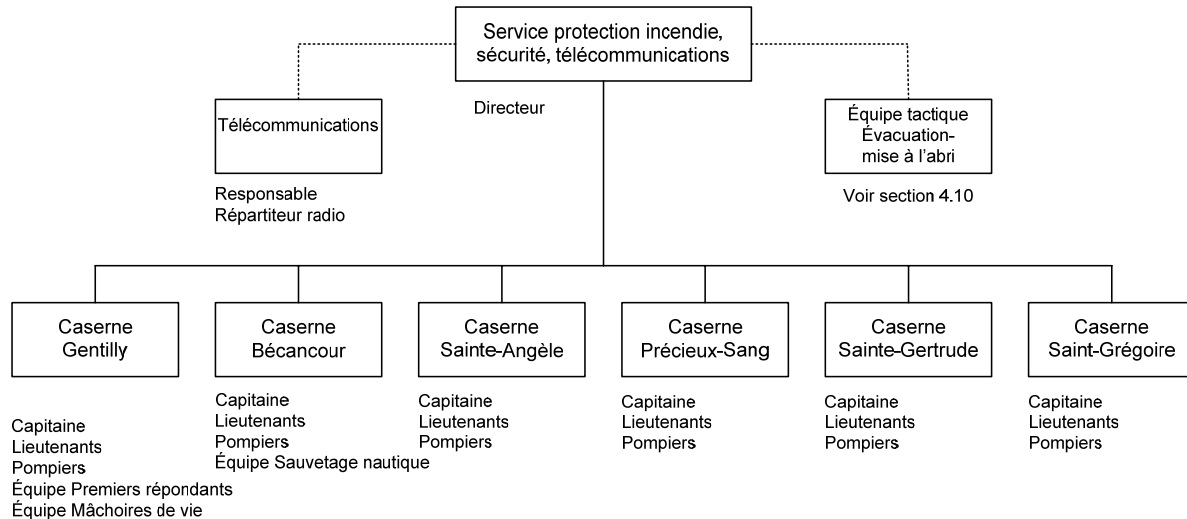 Service protection incendie,
sécurité, télécommunications
Directeur
Télécommunications
Responsable
Répartiteur radio
Équipe tactique
Évacuation-
mise à l'abri
Voir section 4.10
Caserne
Gentilly
Capitaine
Lieutenants
Pompiers
Équipe Premiers répondants
Équipe Mâchoires de vie
Caserne
Bécancour
Capitaine
Lieutenants
Pompiers
Équipe Sauvetage nautique
Caserne
Sainte-Angèle
Capitaine
Lieutenants
Pompiers
Caserne
Précieux-Sang
Capitaine
Lieutenants
Pompiers
Caserne
Sainte-Gertrude
Capitaine
Lieutenants
Pompiers
Caserne
Saint-Grégoire
Capitaine
Lieutenants
Pompiers